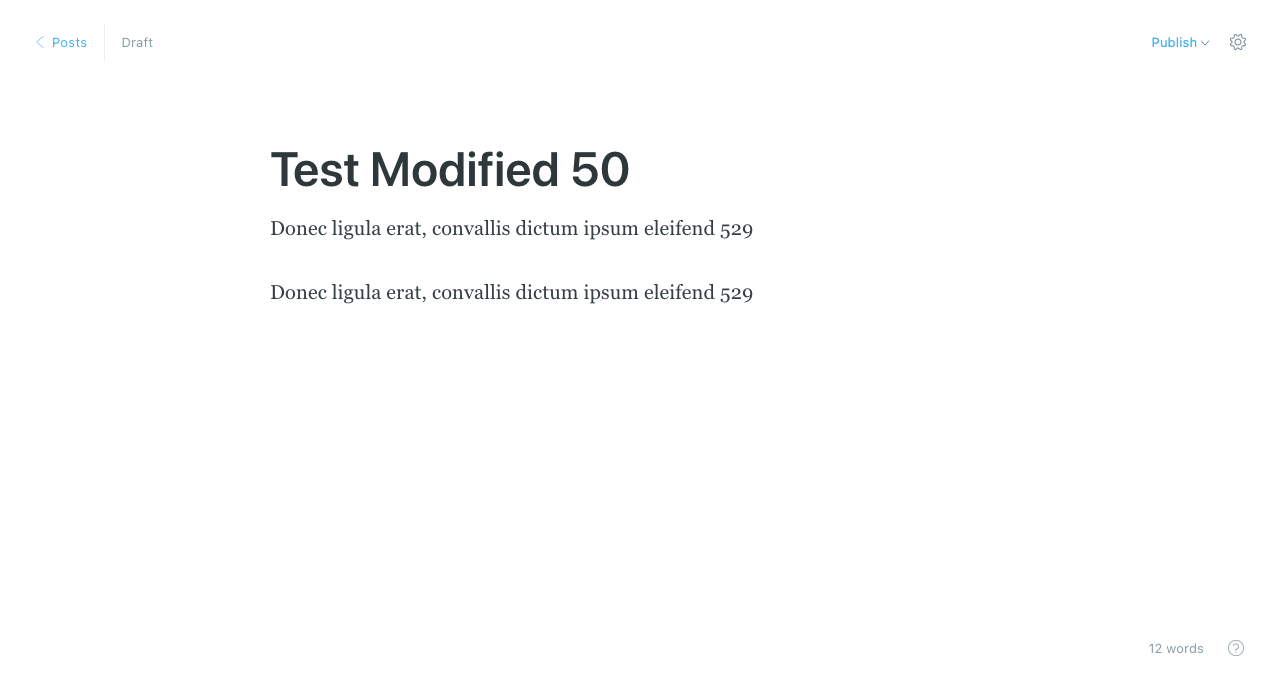 Posts
Draft
Publish
Test Modified 50
Donec ligula erat, convallis dictum ipsum eleifend 529
Donec ligula erat, convallis dictum ipsum eleifend 529
12 words
?